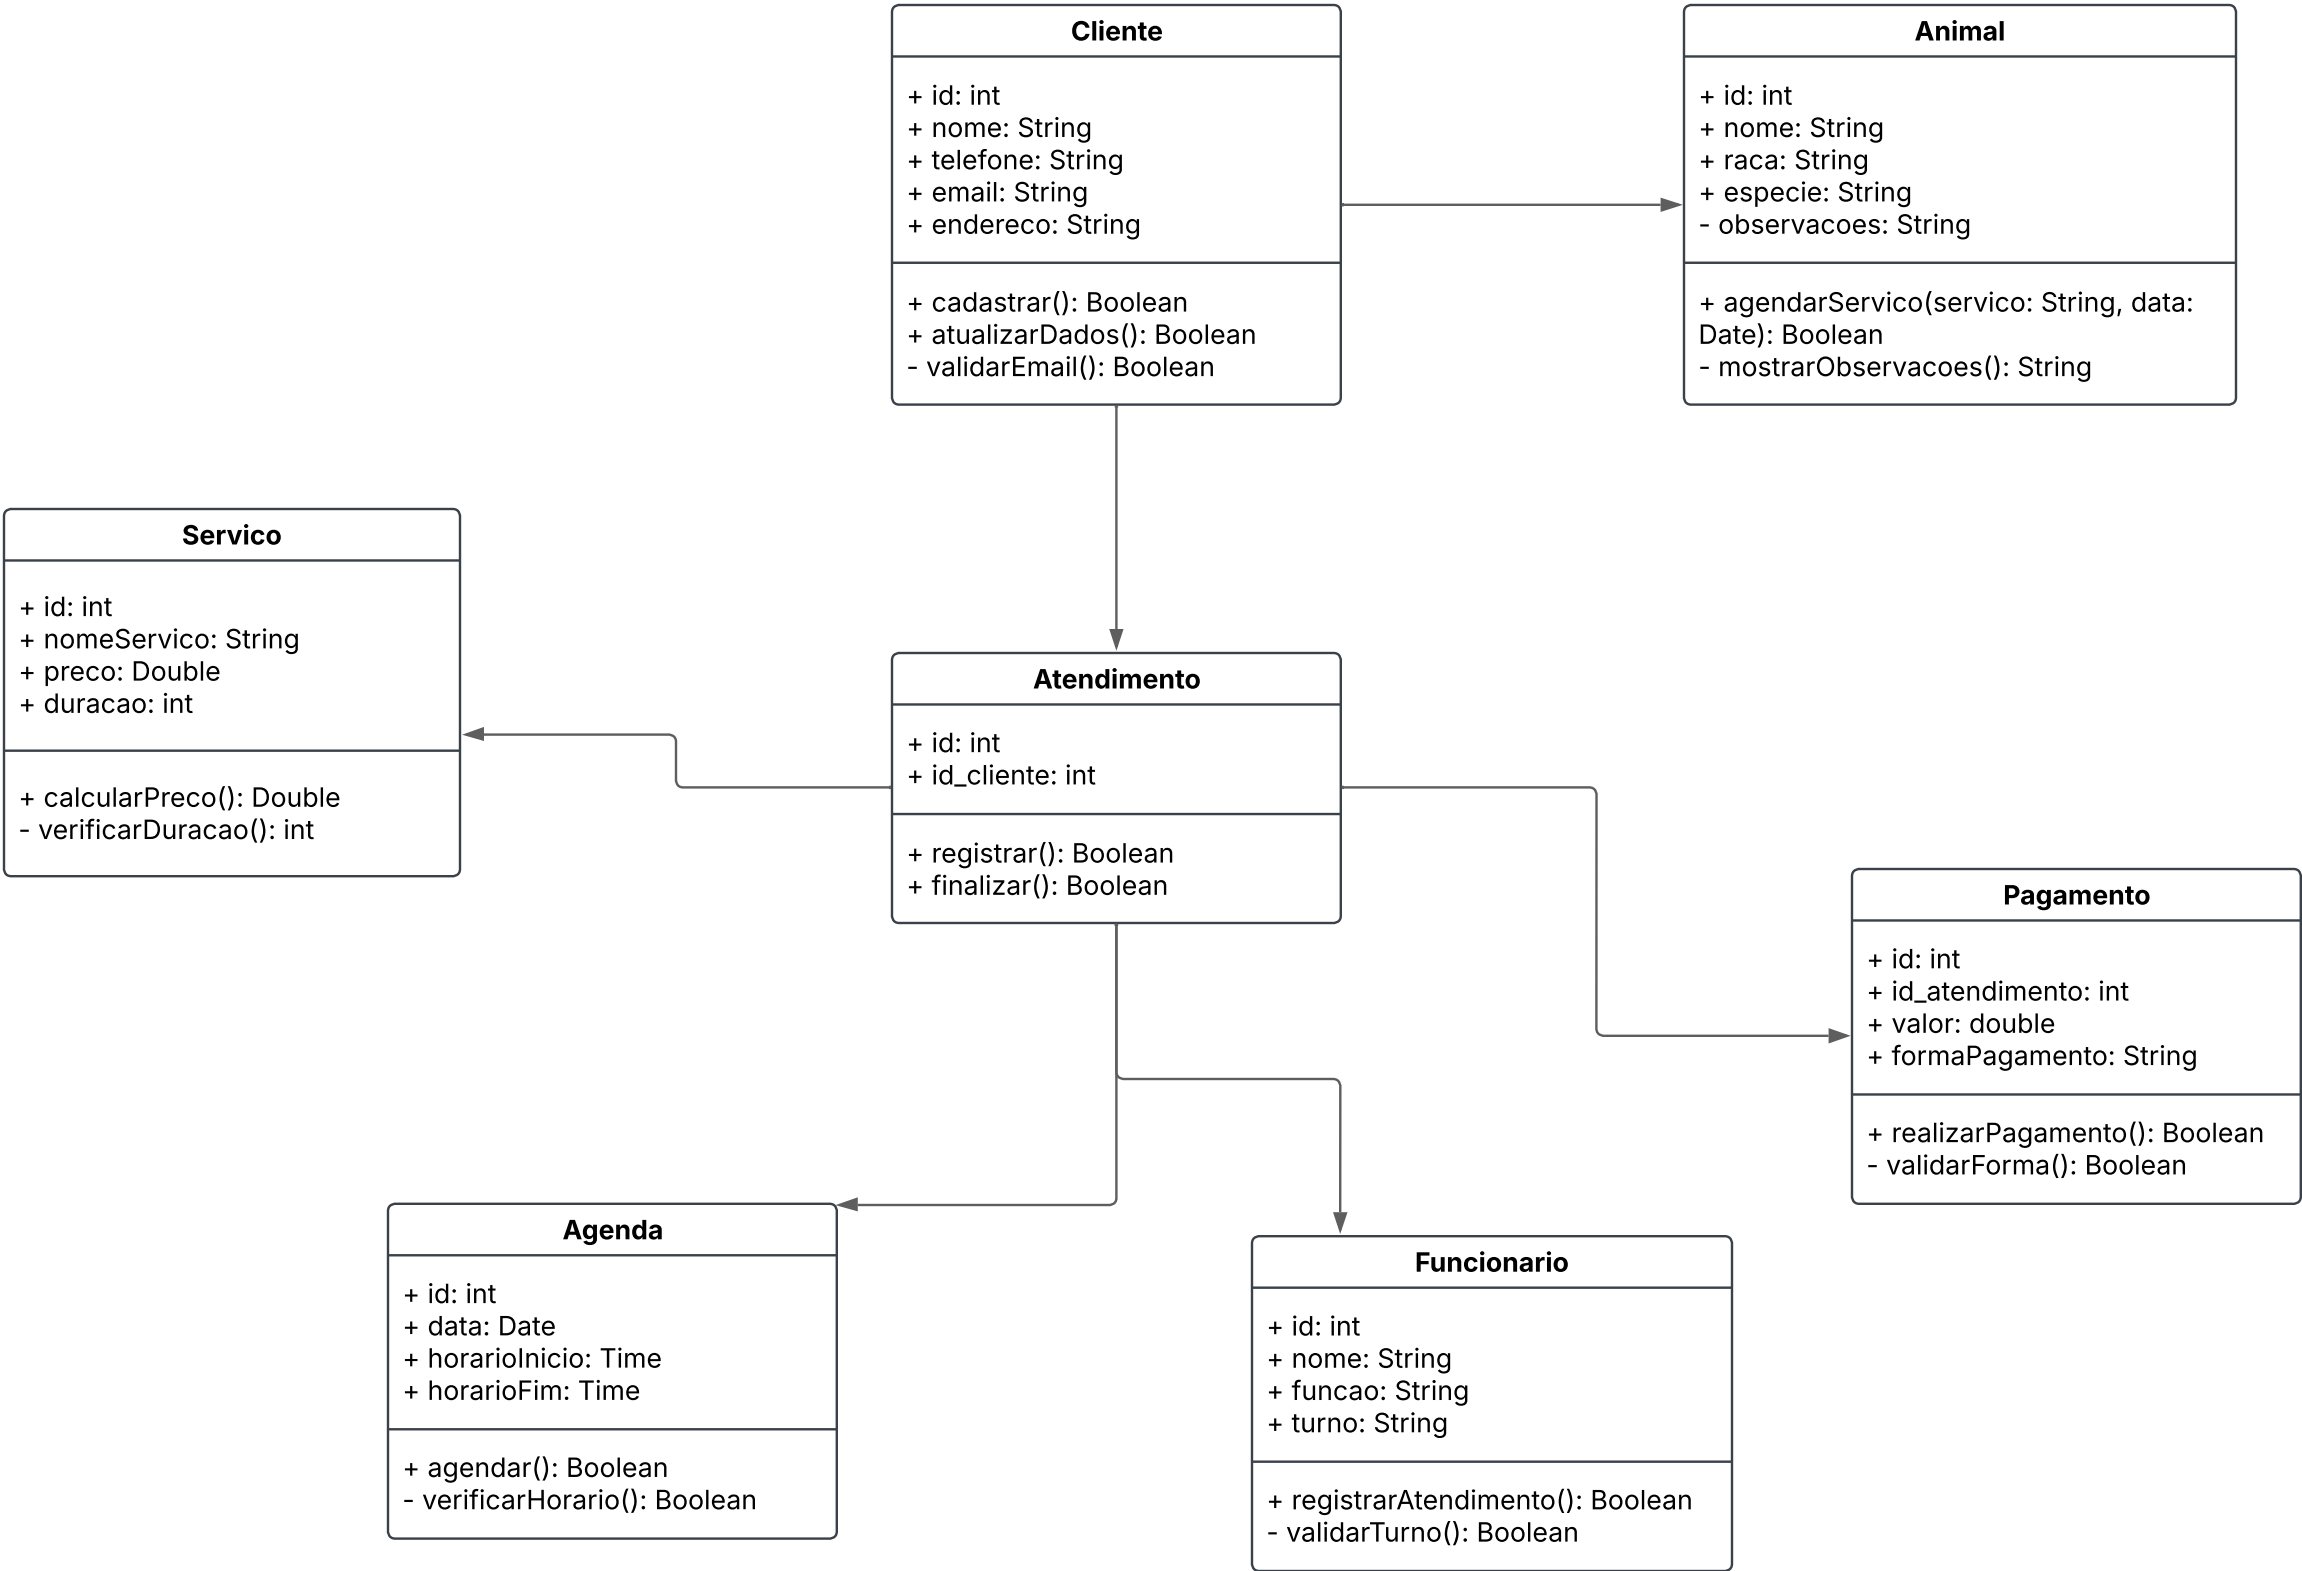 Cliente
+ id: int
+ nome: String
+ telefone: String
+ email: String
+ endereco: String
+ cadastrar(): Boolean
+ atualizarDados(): Boolean
- validarEmail(): Boolean
Animal
+ id: int
+ nome: String
+ raca: String
+ especie: String
- observacoes: String
+ agendarServico(servico: String, data:
Date): Boolean
- mostrarObservacoes(): String
Servico
+ id: int
+ nomeServico: String
+ preco: Double
+ duracao: int
+ calcularPreco(): Double
- verificarDuracao(): int
Atendimento
+ id: int
+ id_cliente: int
+ registrar(): Boolean
+ finalizar(): Boolean
Pagamento
+ id: int
+ id_atendimento: int
+ valor: double
+ formaPagamento: String
+ realizarPagamento(): Boolean
- validarForma(): Boolean
Agenda
+ id: int
+ data: Date
+ horarioInicio: Time
+ horarioFim: Time
+ agendar(): Boolean
- verificarHorario(): Boolean
Funcionario
+ id: int
+ nome: String
+ funcao: String
+ turno: String
+ registrarAtendimento(): Boolean
- validarTurno(): Boolean